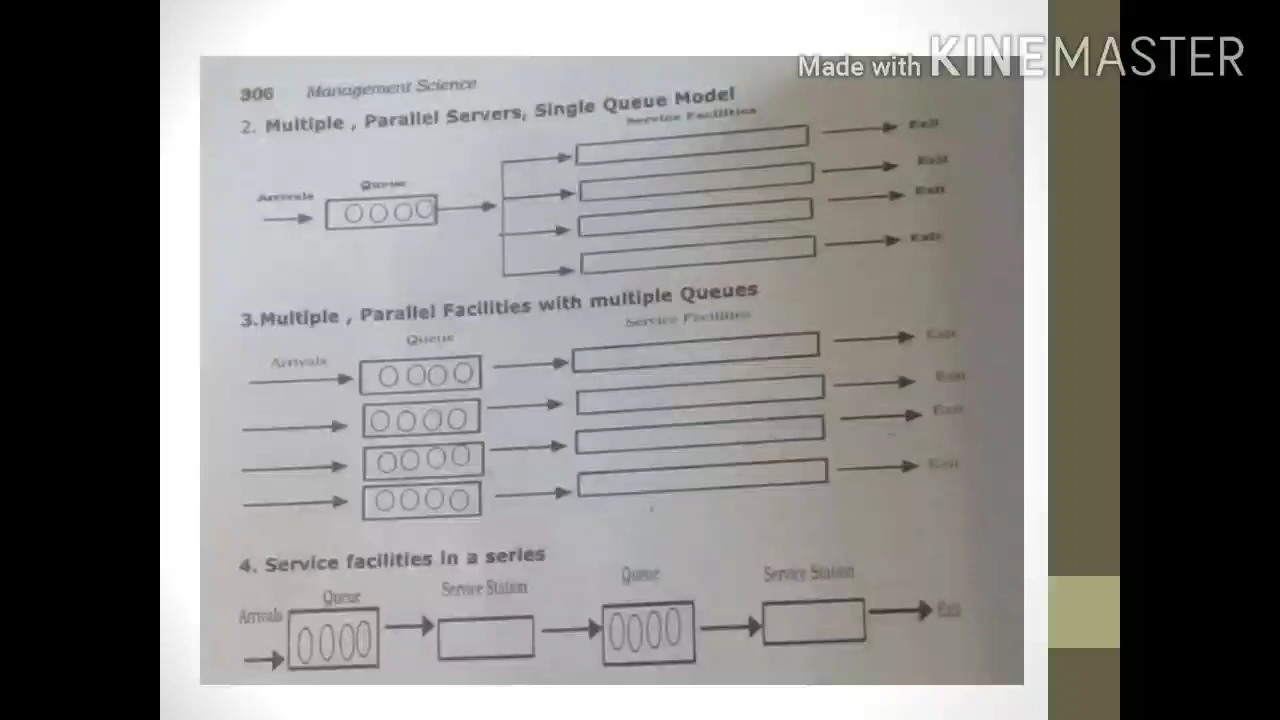 Made with KINEMASTER
306 Management Science
2. Multiple , Parallel Servers, Single Queue Model
Service Facilities
Exit
Arrivals
Queue
Exit
Exit
Exit
3.Multiple , Parallel Facilities with multiple Queues
Service Facilities
Arrivals
Queue
Exit
Exit
Exit
Exit
4. Service facilities in a series
Arrivals
Queue
Service Station
Queue
Service Station
Exit